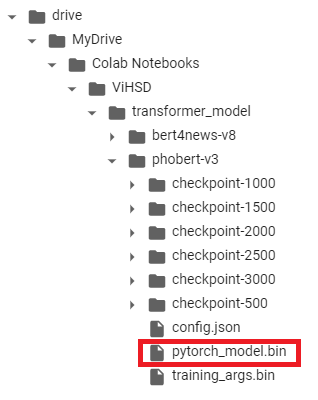 drive
MyDrive
Colab Notebooks
ViHSD
transformer_model
bert4news-v8
phobert-v3
checkpoint-1000
checkpoint-1500
checkpoint-2000
checkpoint-2500
checkpoint-3000
checkpoint-500
config.json
pytorch_model.bin
training_args.bin